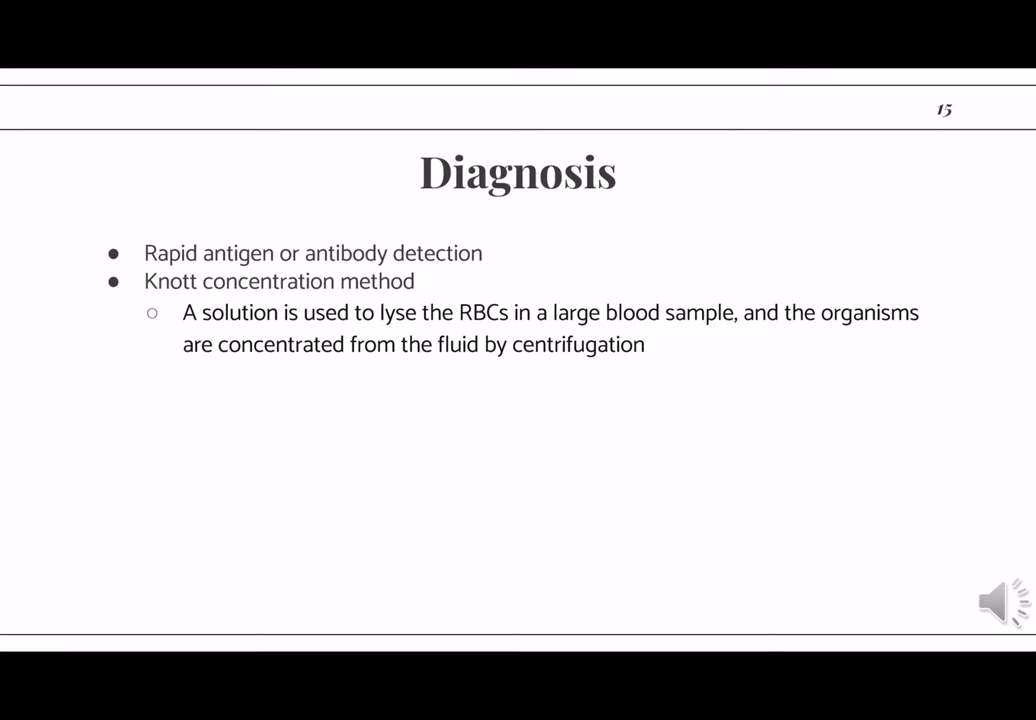 15
Diagnosis
● Rapid antigen or antibody detection
● Knott concentration method
○ A solution is used to lyse the RBCs in a large blood sample, and the organisms
are concentrated from the fluid by centrifugation